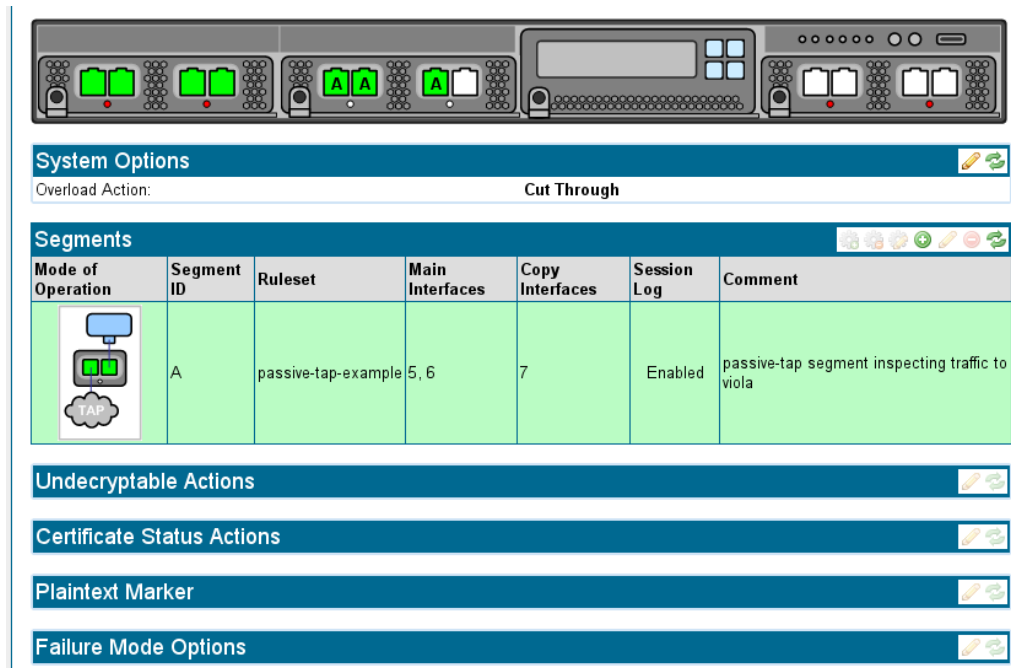 A A A
System Options
Overload Action: Cut Through
Segments
Mode of Operation Segment ID Ruleset Main Interfaces Copy Interfaces Session Log Comment
TAP A passive-tap-example 5, 6 7 Enabled passive-tap segment inspecting traffic to viola
Undecryptable Actions
Certificate Status Actions
Plaintext Marker
Failure Mode Options